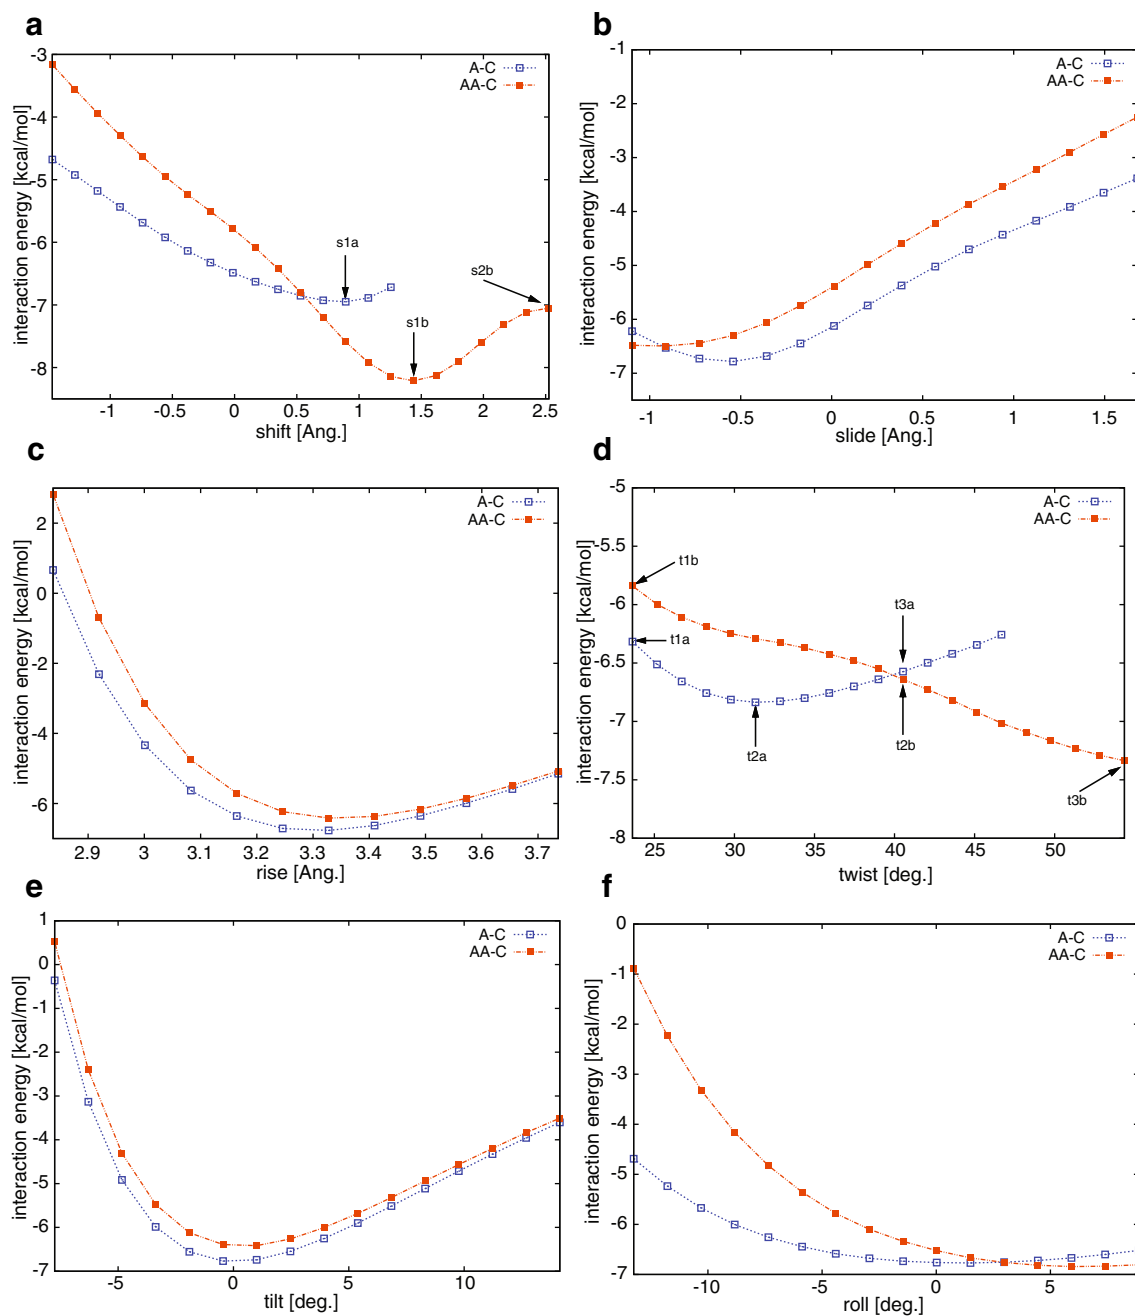 a
-3
-4
-5
-6
-7
-8
interaction energy [kcal/mol]
A-C
AA-C
s1a
s2b
s1b
-1
-0.5
0
0.5
1
1.5
2
2.5
shift [Ang.]
b
-1
-2
-3
-4
-5
-6
-7
interaction energy [kcal/mol]
A-C
AA-C
-1
-0.5
0
0.5
1
1.5
slide [Ang.]
c
2
0
-2
-4
-6
interaction energy [kcal/mol]
A-C
AA-C
2.9
3
3.1
3.2
3.3
3.4
3.5
3.6
3.7
rise [Ang.]
d
-5
-5.5
-6
-6.5
-7
-7.5
-8
interaction energy [kcal/mol]
A-C
AA-C
t1b
t3a
t1a
t2a
t2b
t3b
25
30
35
40
45
50
twist [deg.]
e
1
0
-1
-2
-3
-4
-5
-6
-7
interaction energy [kcal/mol]
A-C
AA-C
-5
0
5
10
tilt [deg.]
f
0
-1
-2
-3
-4
-5
-6
-7
interaction energy [kcal/mol]
A-C
AA-C
-10
-5
0
5
roll [deg.]